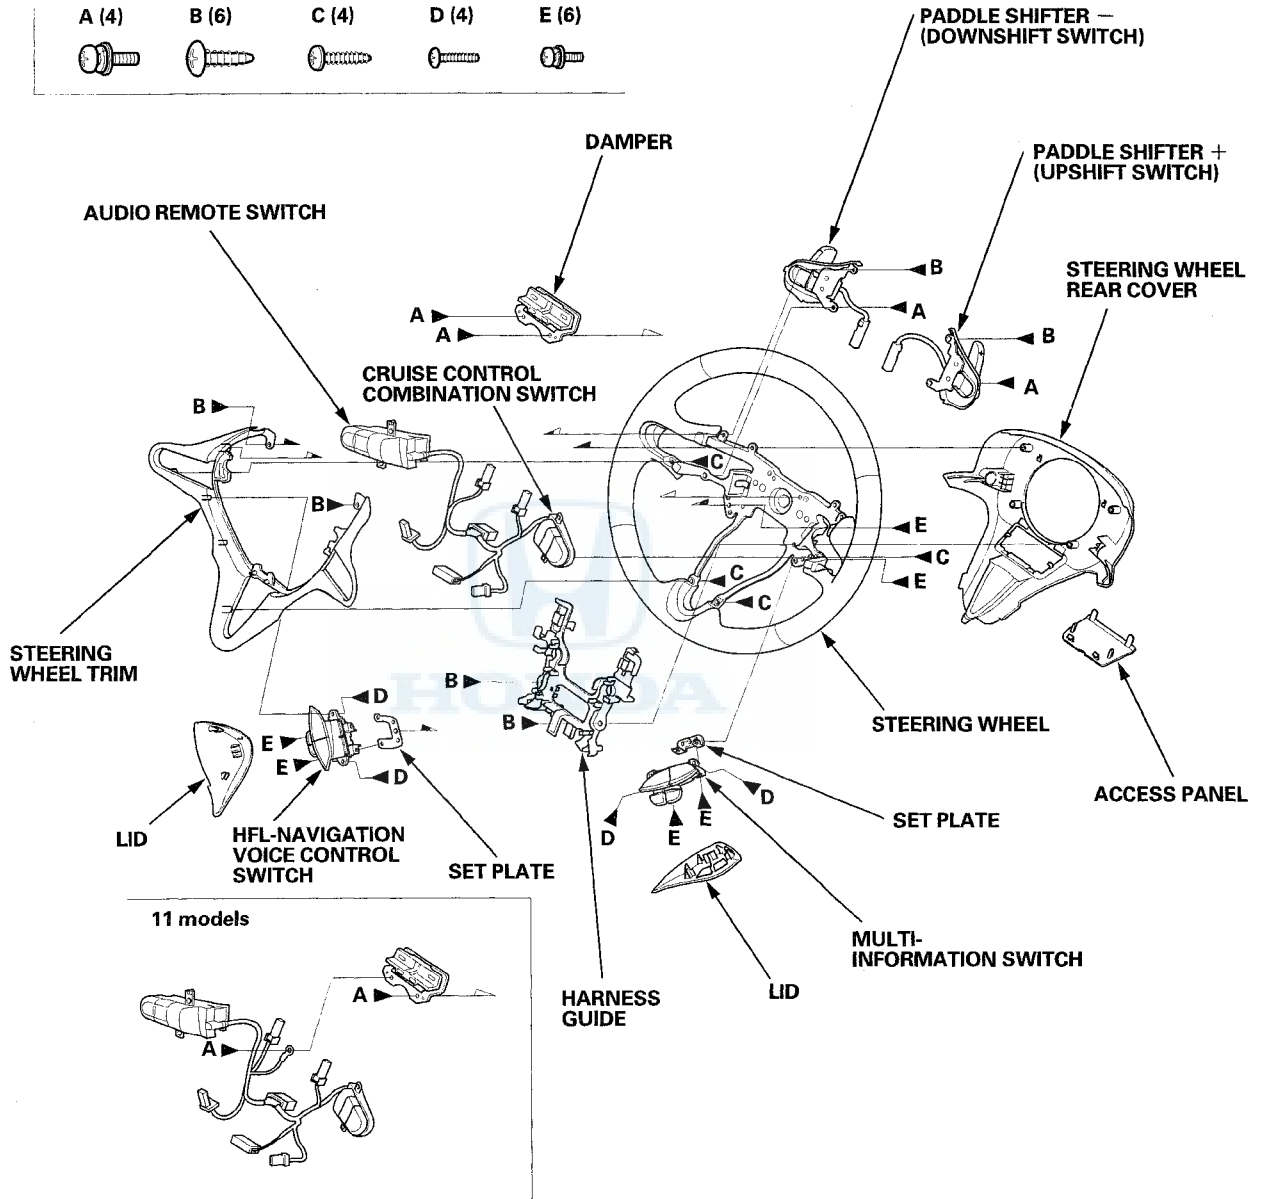 A (4) B (6) C (4) D (4) E (6)
PADDLE SHIFTER −
(DOWNSHIFT SWITCH)
DAMPER
PADDLE SHIFTER +
(UPSHIFT SWITCH)
AUDIO REMOTE SWITCH
B
STEERING WHEEL
REAR COVER
A
A
A
B
CRUISE CONTROL
COMBINATION SWITCH
A
B
C
B
E
C
E
C
C
STEERING
WHEEL TRIM
B
D
B
STEERING WHEEL
E
E
D
ACCESS PANEL
D
E
E
D
SET PLATE
LID
HFL-NAVIGATION
VOICE CONTROL
SWITCH
SET PLATE
11 models
MULTI-
INFORMATION SWITCH
LID
HARNESS
GUIDE
A
A
HONDA